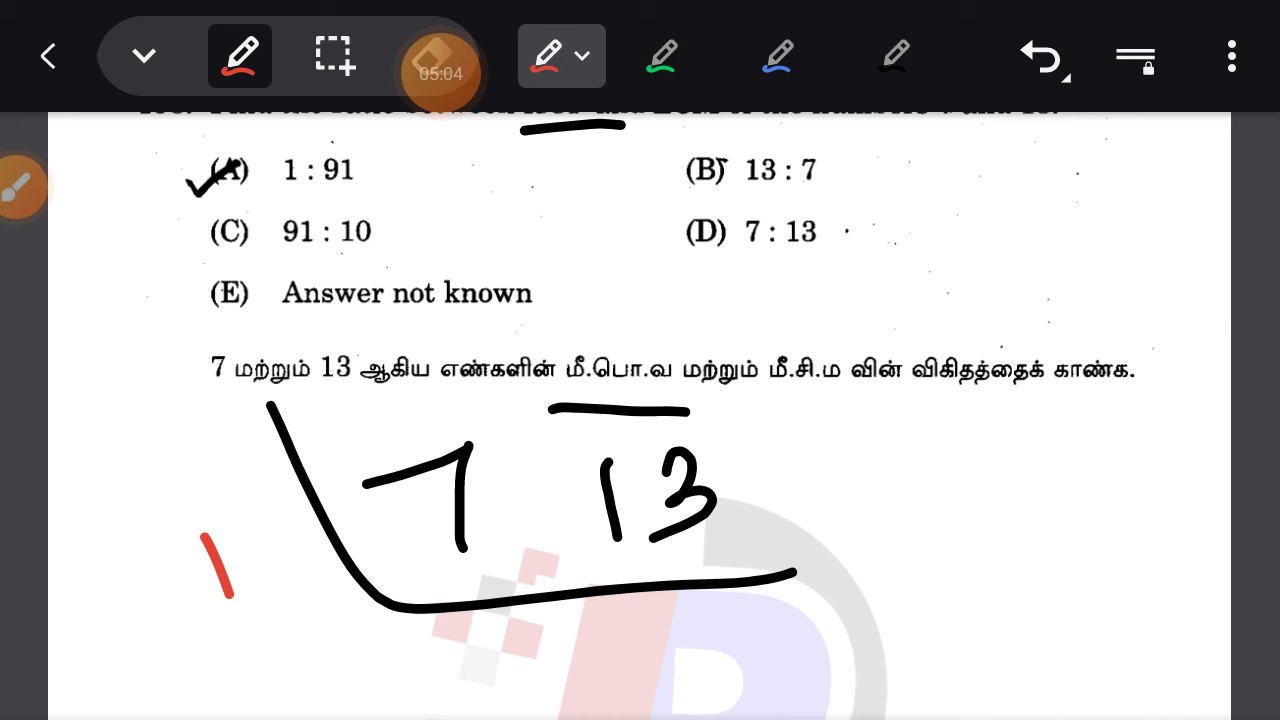 05:04
(A) 1 : 91
(B) 13 : 7
(C) 91 : 10
(D) 7 : 13
(E) Answer not known
7 மற்றும் 13 ஆகிய எண்களின் மீ.பொ.வ மற்றும் மீ.சி.ம வின் விகிதத்தைக் காண்க.
7 13
1